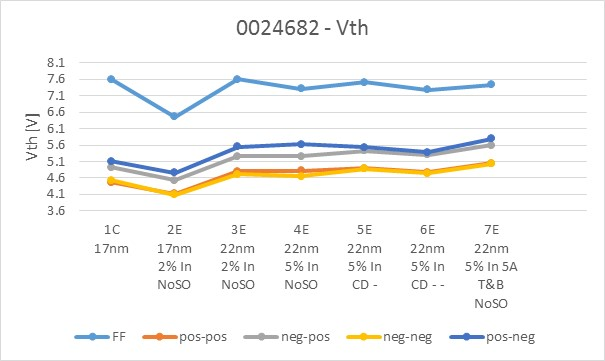 0024682 - Vth
8.1
7.6
7.1
6.6
6.1
5.6
5.1
4.6
4.1
3.6
Vth [V]
1C 2E 3E 4E 5E 6E 7E
17nm 17nm 22nm 22nm 22nm 22nm 22nm
2% In 2% In 5% In 5% In 5% In 5% In 5A
NoSO NoSO NoSO CD - CD - - T&B
NoSO
FF pos-pos neg-pos neg-neg pos-neg